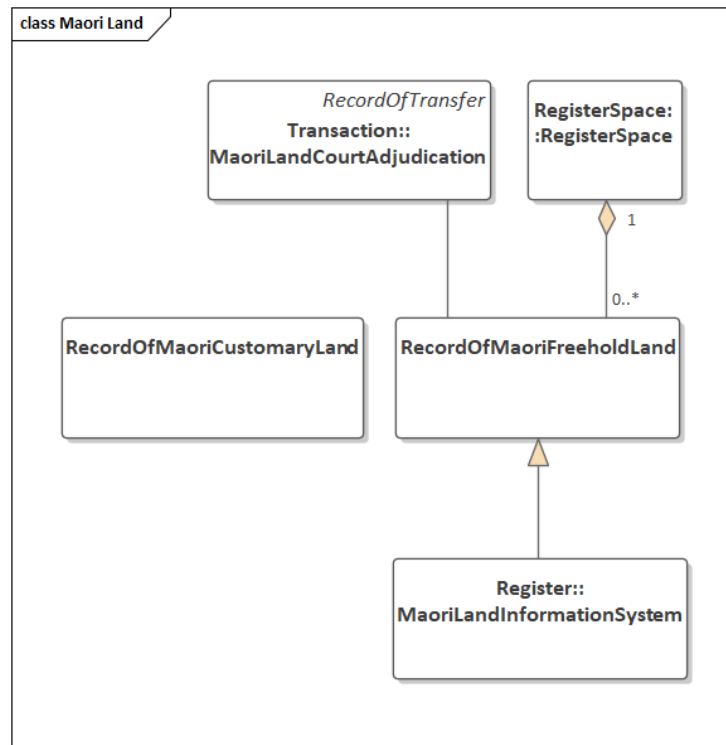 class Maori Land
RecordOfTransfer
Transaction::
MaoriLandCourtAdjudication
RegisterSpace:
:RegisterSpace
1
0..*
RecordOfMaoriCustomaryLand
RecordOfMaoriFreeholdLand
Register::
MaoriLandInformationSystem